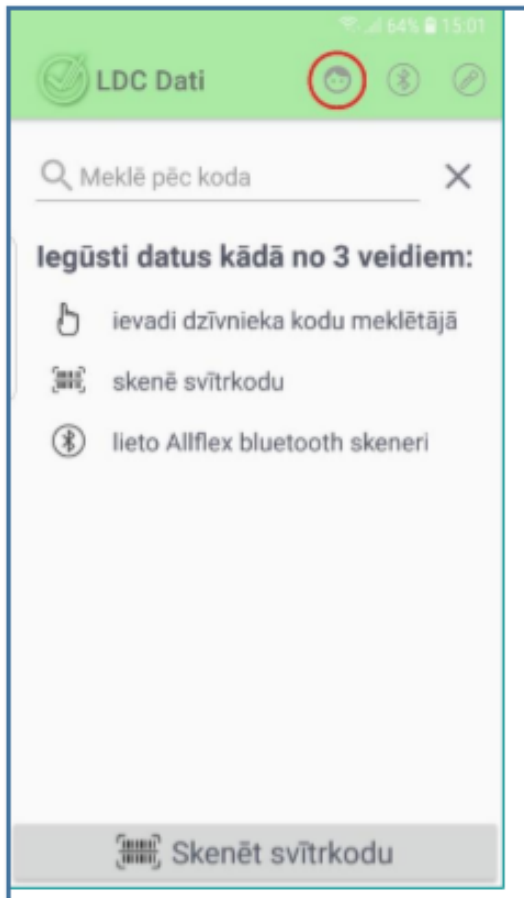 64% 15:01
LDC Dati
Meklē pēc koda
Iegūsti datus kādā no 3 veidiem:
ievadi dzīvnieka kodu meklētājā
skenē svītrkodu
lieto Allflex bluetooth skeneri
Skenēt svītrkodu